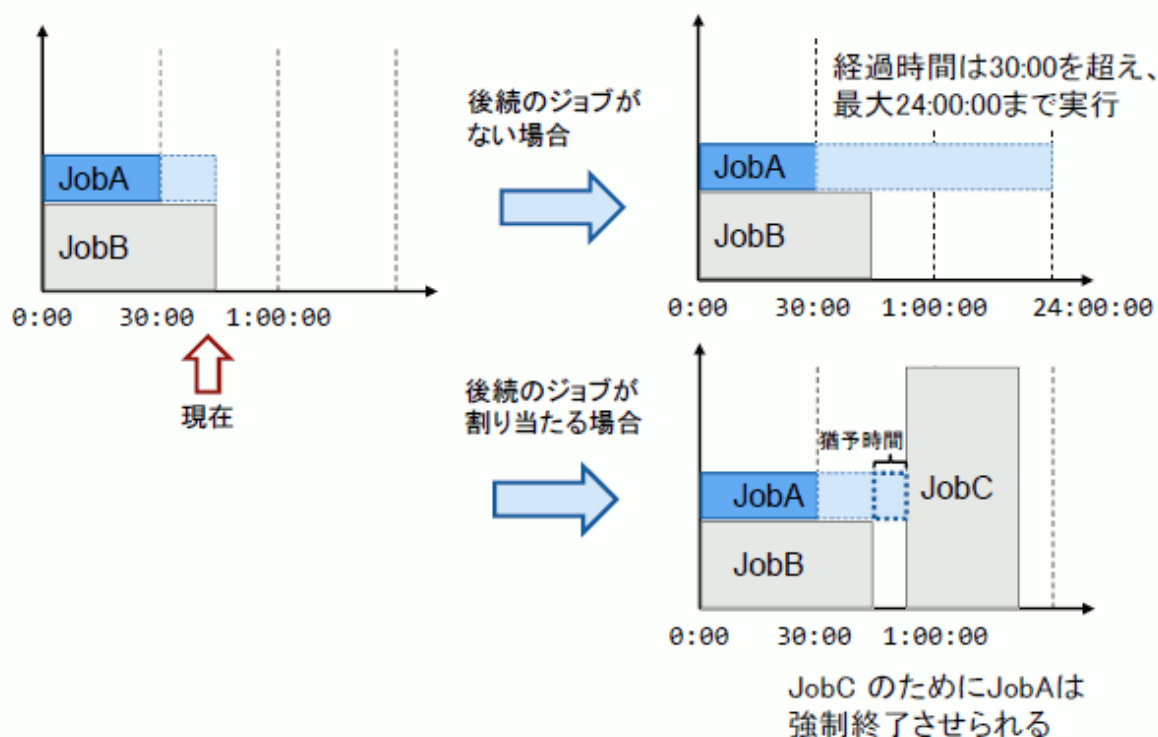 JobA
JobB
0:00 30:00 1:00:00
現在
後続のジョブが
ない場合
経過時間は30:00を超え、
最大24:00:00まで実行
JobA
JobB
0:00 30:00 1:00:00 24:00:00
後続のジョブが
割り当たる場合
猶予時間
JobA
JobC
JobB
0:00 30:00 1:00:00
JobC のためにJobAは
強制終了させられる